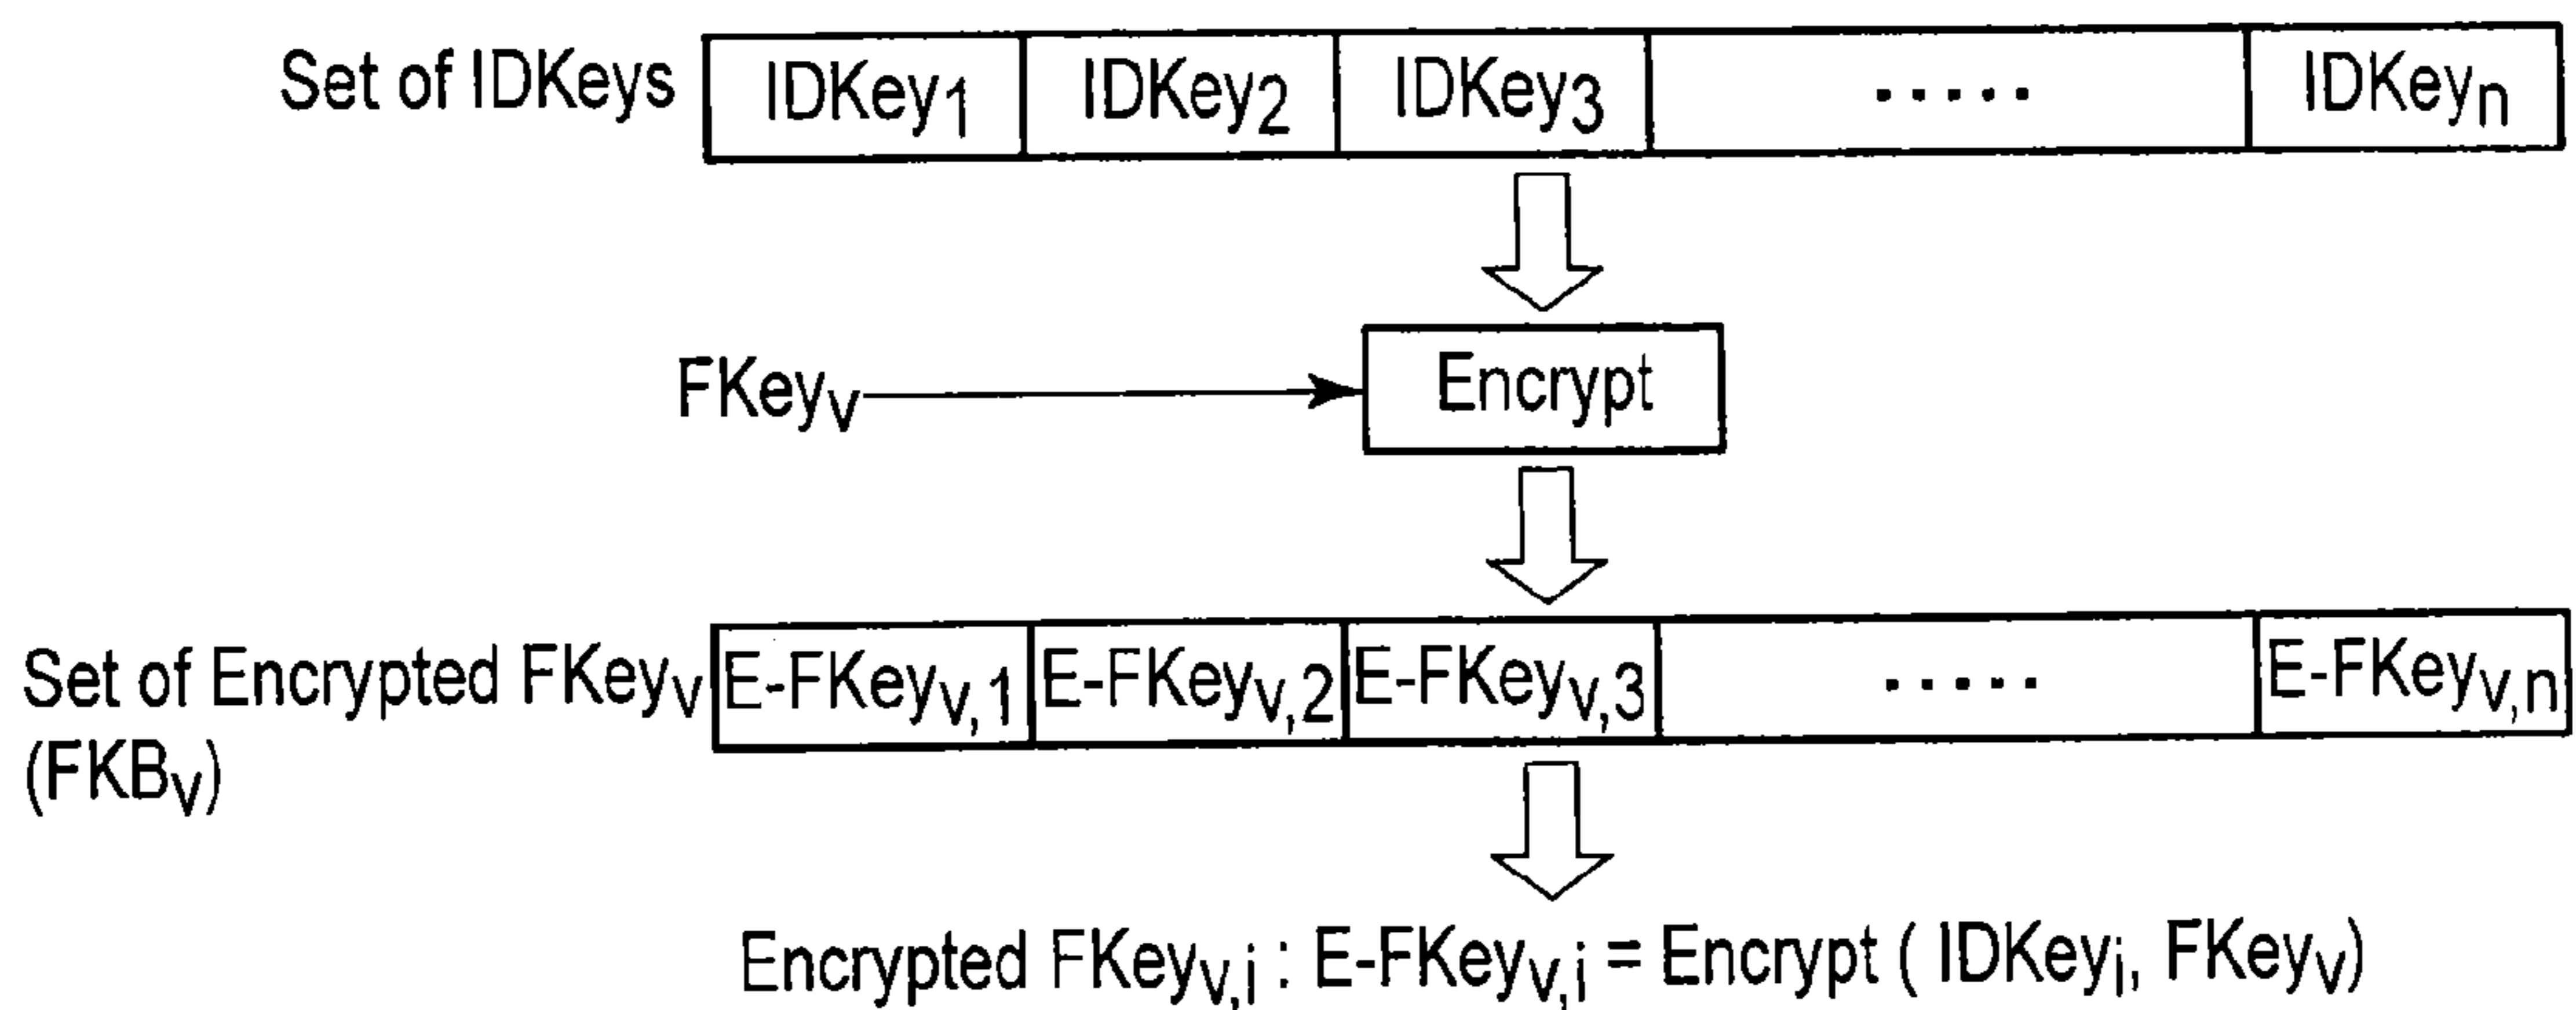 Set of IDKeys IDKey1 IDKey2 IDKey3 ..... IDKeyn
FKeyv Encrypt
Set of Encrypted FKeyv E-FKeyv,1 E-FKeyv,2 E-FKeyv,3 ..... E-FKeyv,n
(FKBv)
Encrypted FKeyv,i : E-FKeyv,i = Encrypt ( IDKeyi, FKeyv)